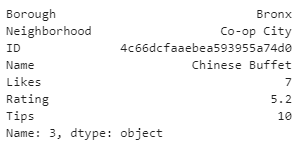 Borough Bronx
Neighborhood Co-op City
ID 4c66dcfaaebea593955a74d0
Name Chinese Buffet
Likes 7
Rating 5.2
Tips 10
Name: 3, dtype: object